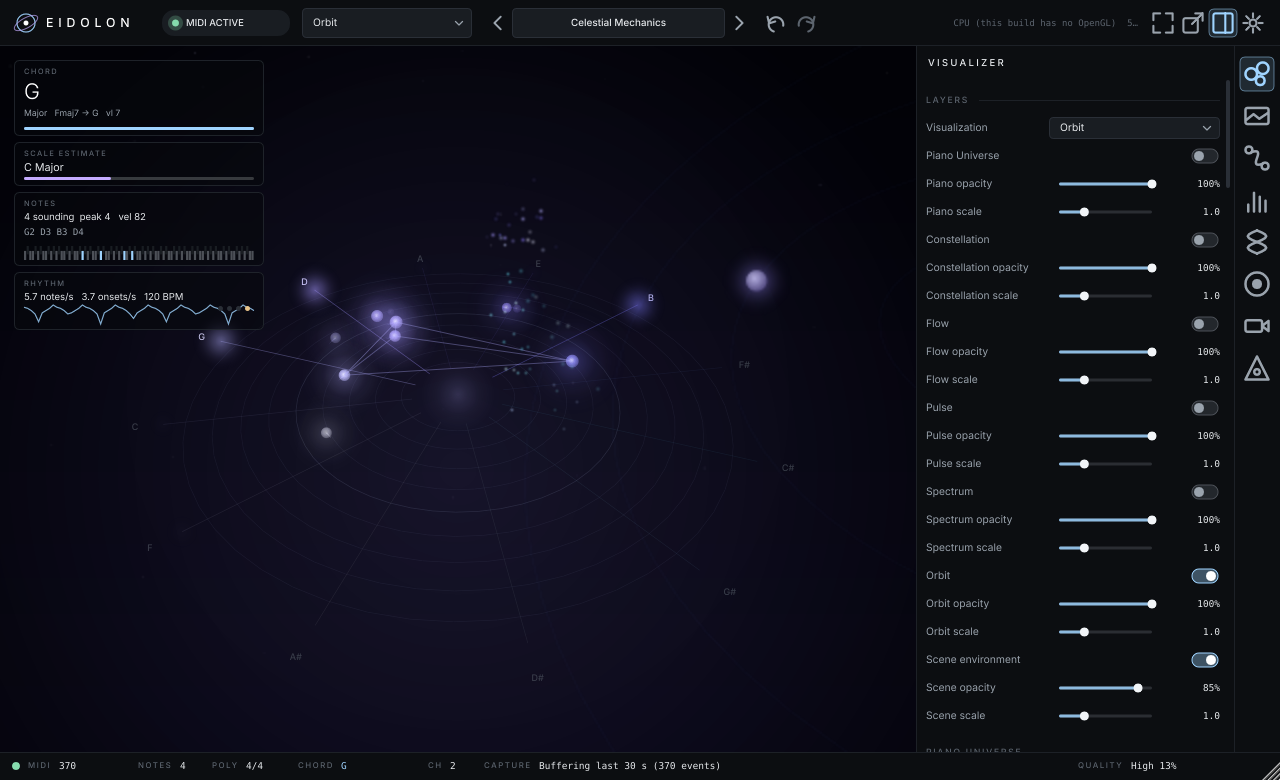 EIDOLON
MIDI ACTIVE
Orbit
Celestial Mechanics
CPU (this build has no OpenGL) 5…
CHORD
G
Major Fmaj7 → G vl 7
SCALE ESTIMATE
C Major
NOTES
4 sounding peak 4 vel 82
G2 D3 B3 D4
RHYTHM
5.7 notes/s 3.7 onsets/s 120 BPM
A
E
D
B
G
F#
C
C#
F
G#
A#
D#
VISUALIZER
LAYERS
Visualization Orbit
Piano Universe
Piano opacity 100%
Piano scale 1.0
Constellation
Constellation opacity 100%
Constellation scale 1.0
Flow
Flow opacity 100%
Flow scale 1.0
Pulse
Pulse opacity 100%
Pulse scale 1.0
Spectrum
Spectrum opacity 100%
Spectrum scale 1.0
Orbit
Orbit opacity 100%
Orbit scale 1.0
Scene environment
Scene opacity 85%
Scene scale 1.0
PIANO UNIVERSE
MIDI 370 NOTES 4 POLY 4/4 CHORD G CH 2 CAPTURE Buffering last 30 s (370 events) QUALITY High 13%